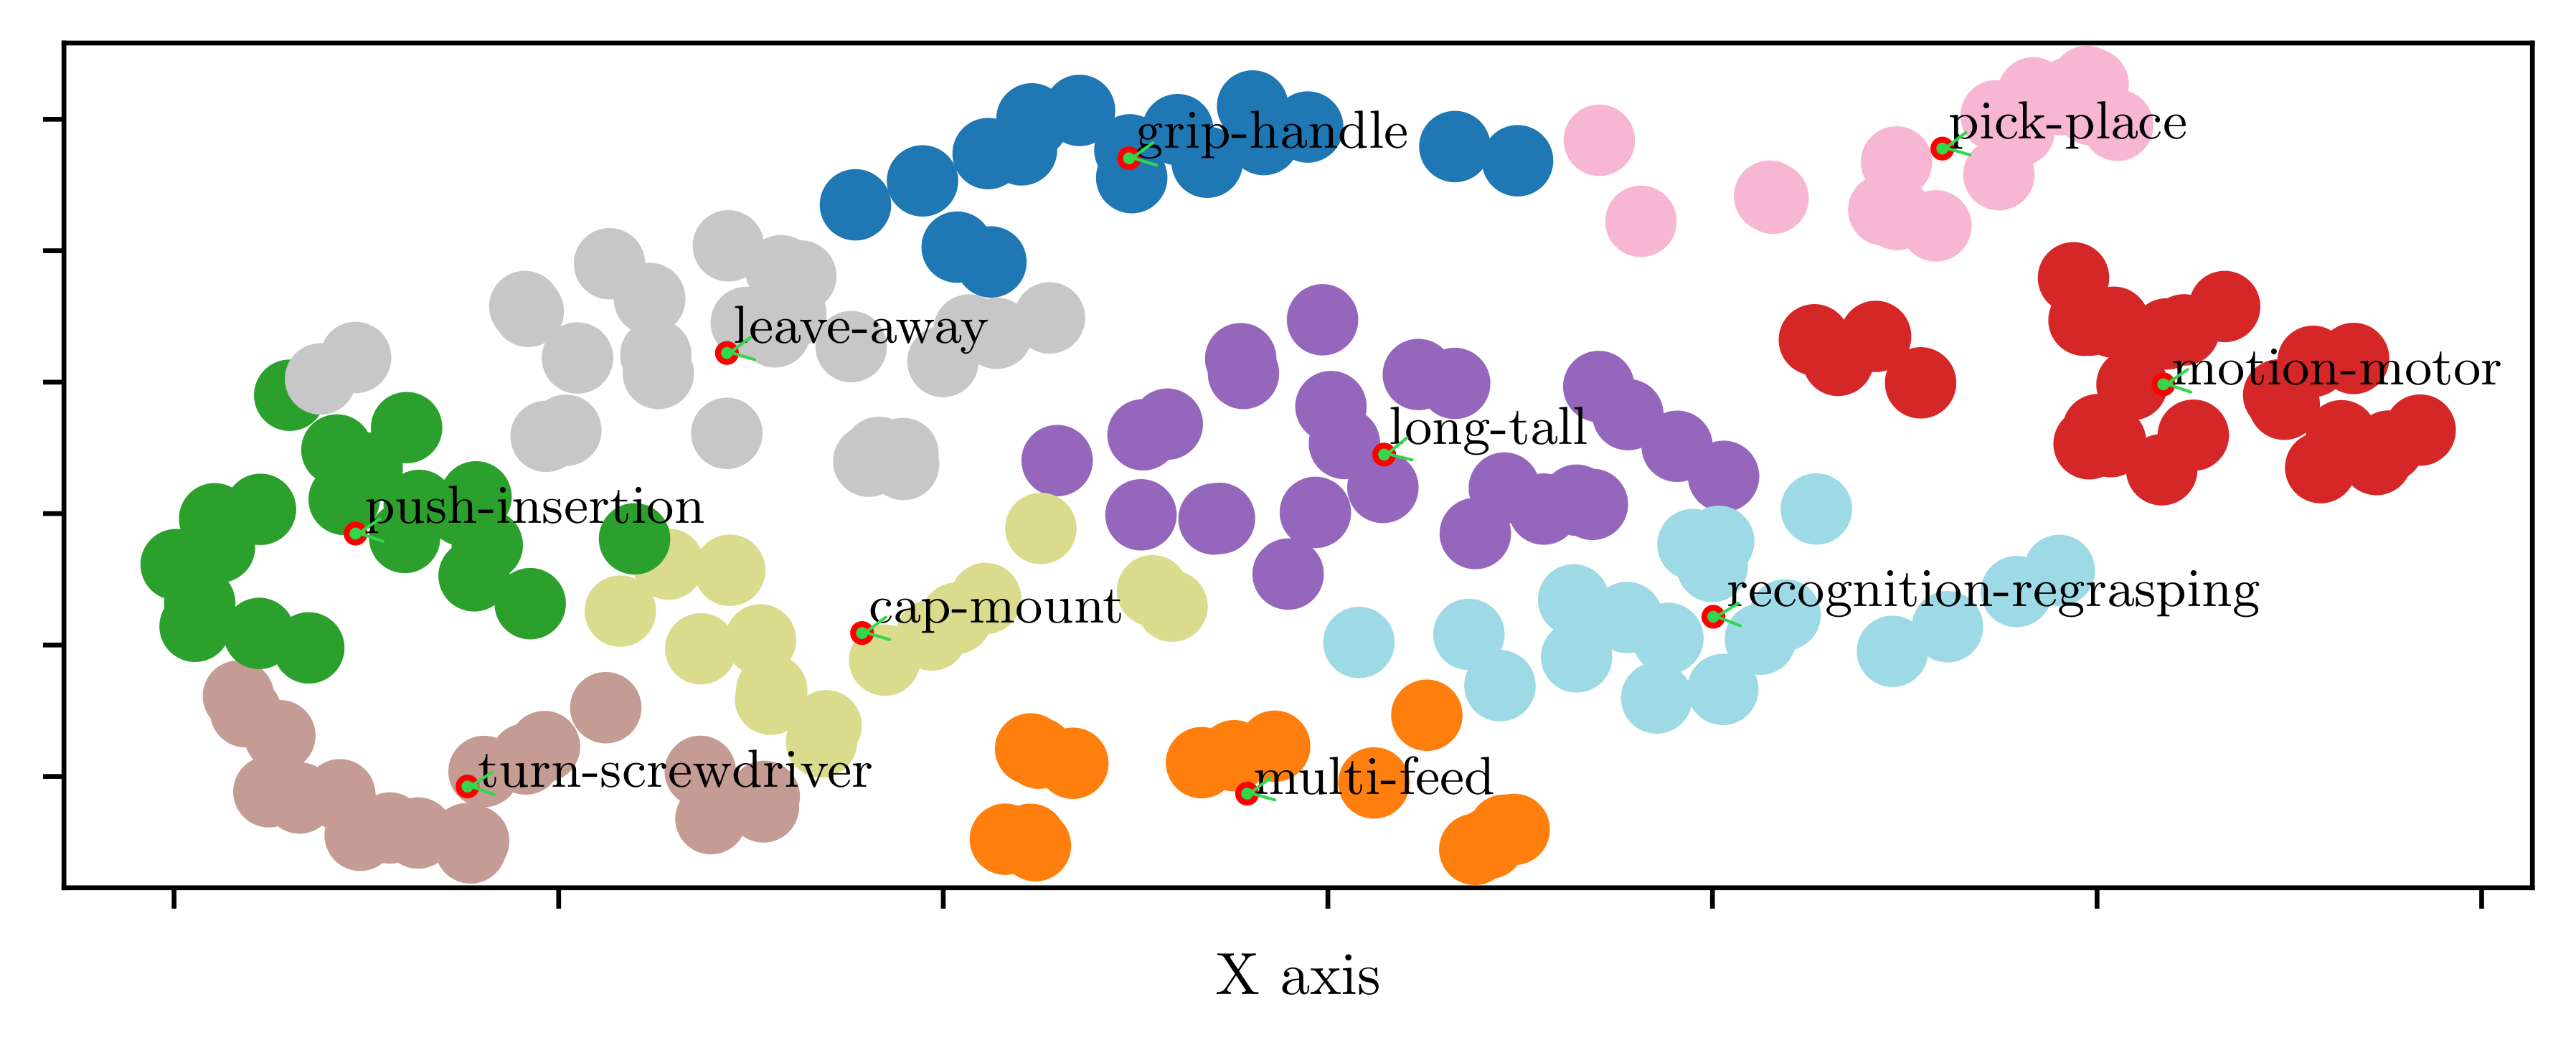 pick-place
grip-handle
leave-away
motion-motor
long-tall
push-insertion
recognition-regrasping
cap-mount
turn-screwdriver
multi-feed
X axis